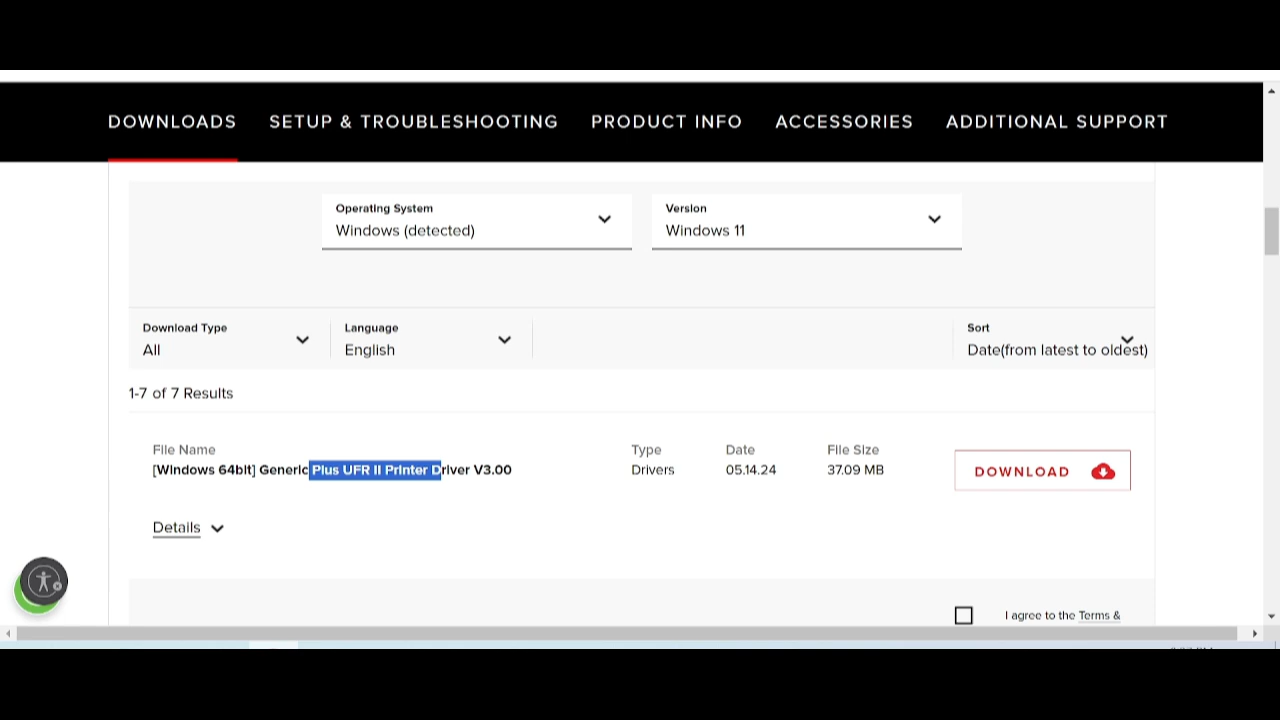 DOWNLOADS SETUP & TROUBLESHOOTING PRODUCT INFO ACCESSORIES ADDITIONAL SUPPORT
Operating System Version
Windows (detected) Windows 11
Download Type Language Sort
All English Date(from latest to oldest)
1-7 of 7 Results
File Name Type Date File Size
[Windows 64bit] Generic Plus UFR II Printer Driver V3.00 Drivers 05.14.24 37.09 MB DOWNLOAD
Details
I agree to the Terms &